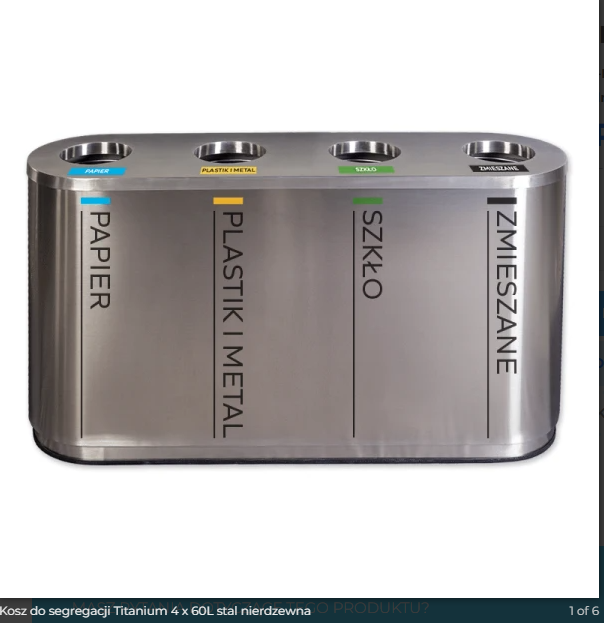 PAPIER
PLASTIK I METAL
SZKŁO
ZMIESZANE
PAPIER
PLASTIK I METAL
SZKŁO
ZMIESZANE
Kosz do segregacji Titanium 4 x 60L stal nierdzewna
1 of 6